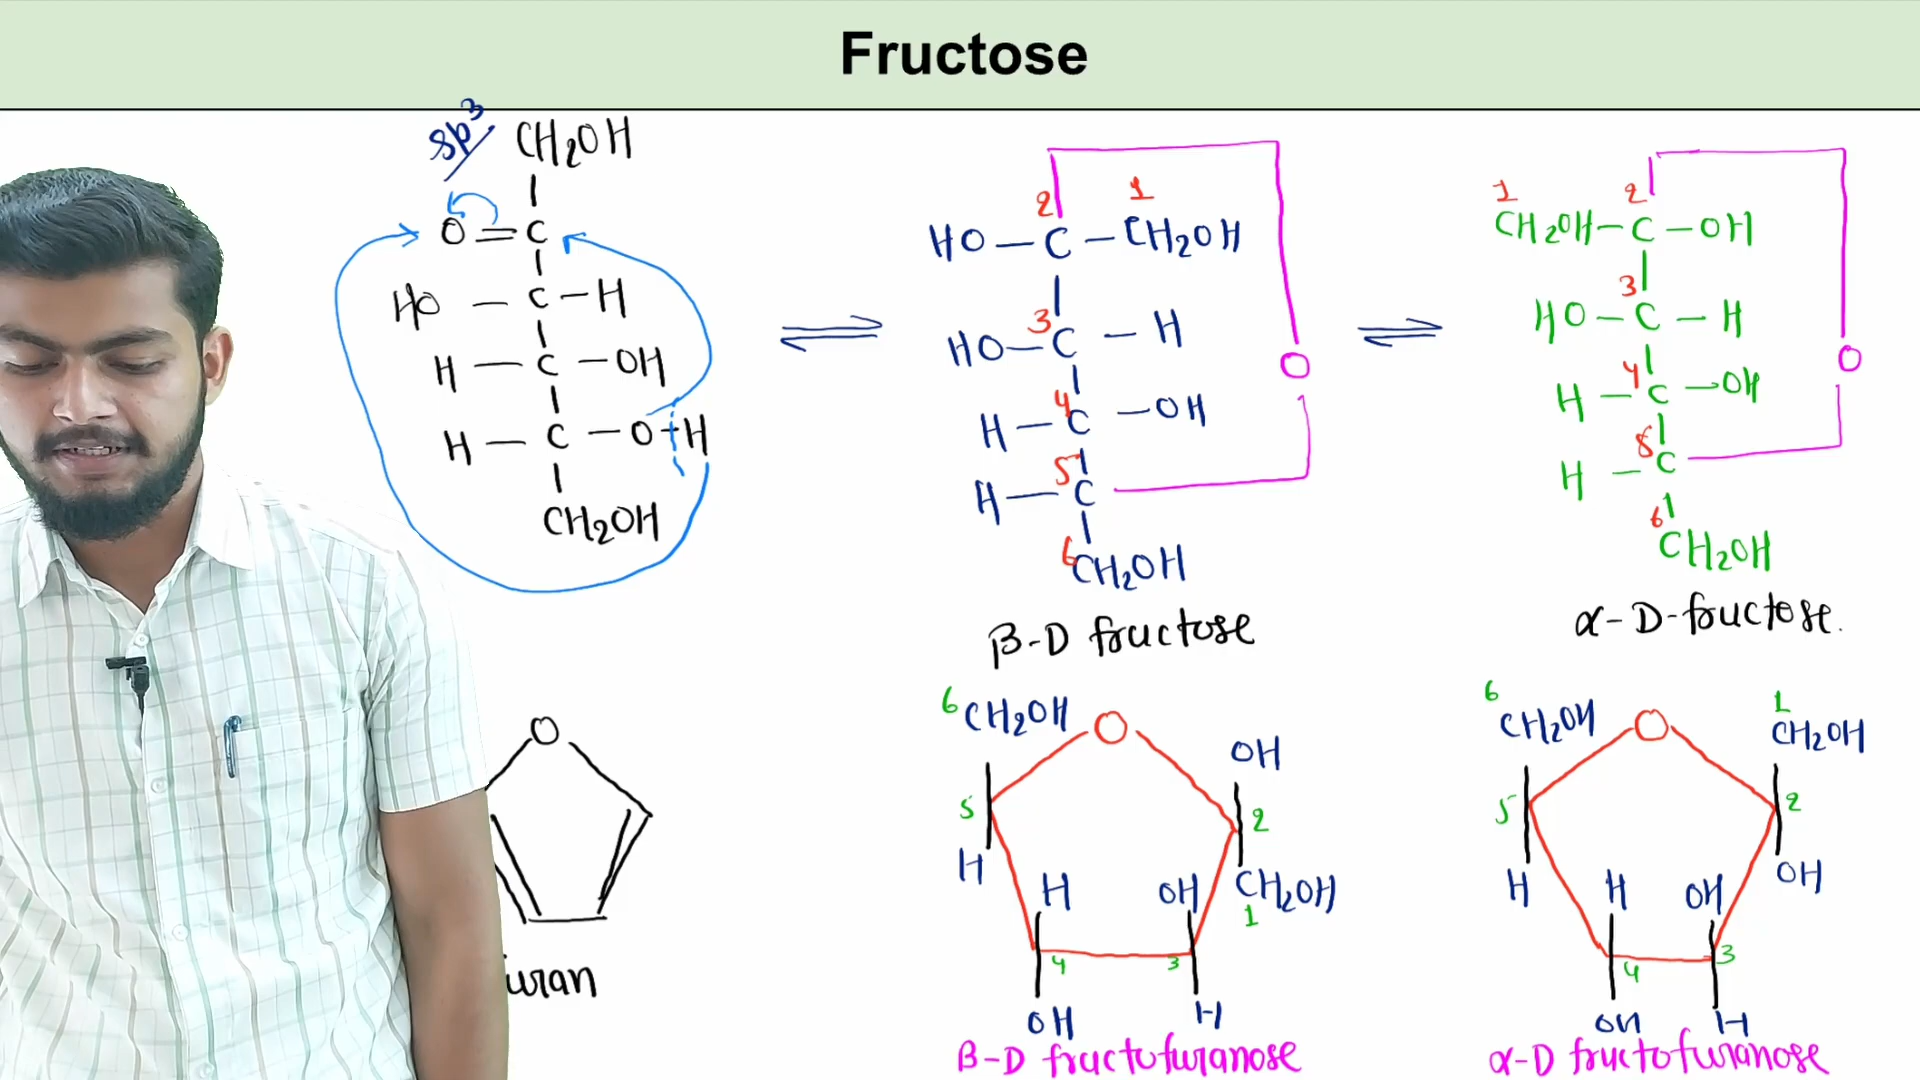 Fructose
sp³
CH₂OH
O=C
HO — C — H
H — C — OH
H — C — O-H
CH₂OH
2 1
HO — C — CH₂OH
3
HO — C — H
4
H — C — OH
5
H — C
O
6
CH₂OH
β-D fructose
1 2
CH₂OH — C — OH
3
HO — C — H
4
H — C — OH
H — C
O
6
CH₂OH
α-D-fructose.
O
6 CH₂OH O OH
5 2
H H OH CH₂OH
1
4 3
OH H
β-D fructofuranose
6 1
CH₂OH O CH₂OH
5 2
H H OH OH
4 3
OH H
α-D fructofuranose